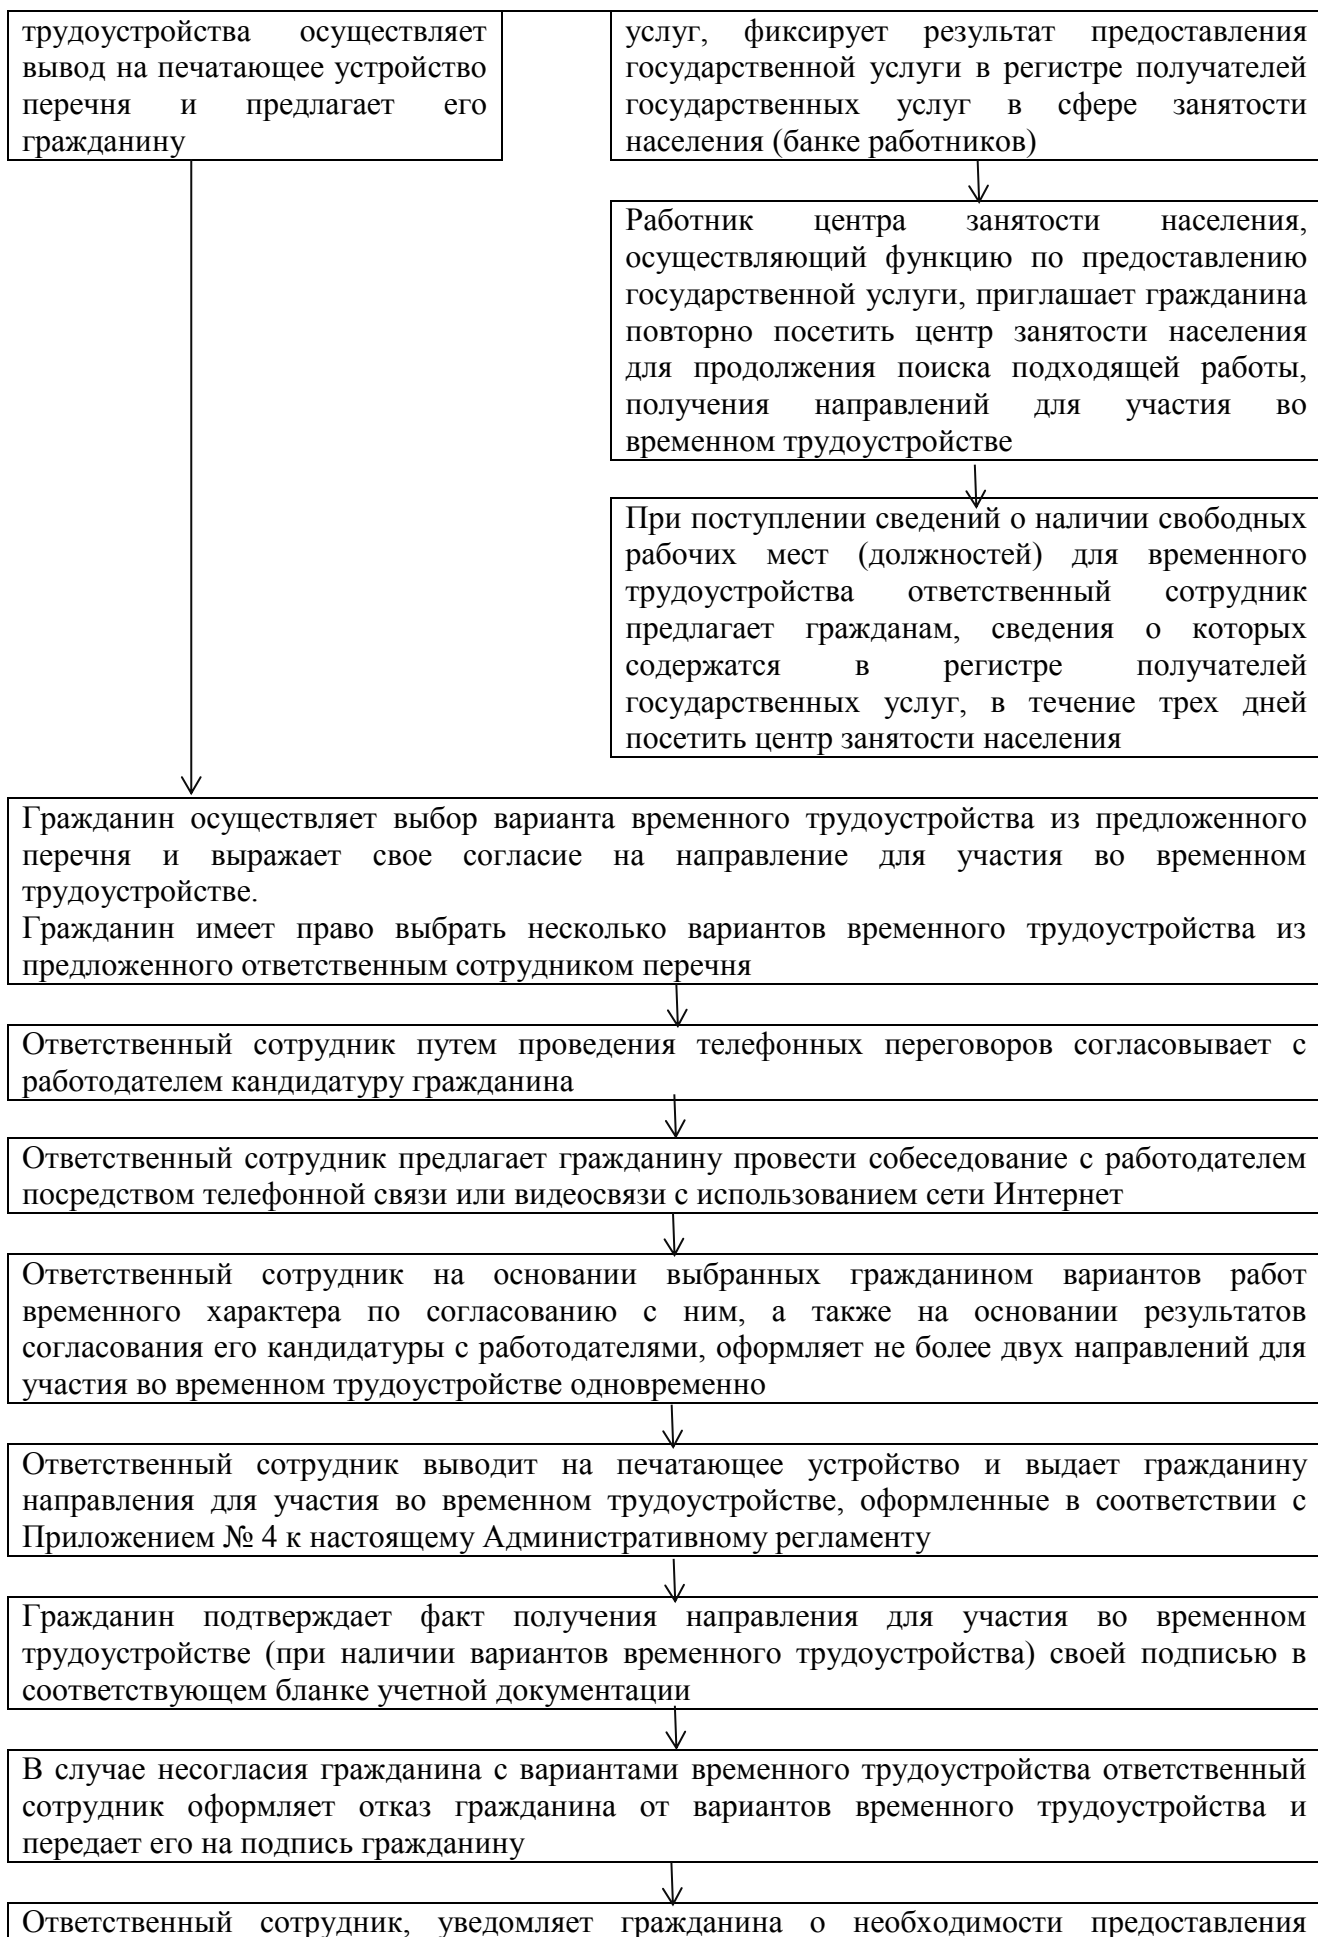 трудоустройства осуществляет
вывод на печатающее устройство
перечня и предлагает его
гражданину
услуг, фиксирует результат предоставления
государственной услуги в регистре получателей
государственных услуг в сфере занятости
населения (банке работников)
Работник центра занятости населения,
осуществляющий функцию по предоставлению
государственной услуги, приглашает гражданина
повторно посетить центр занятости населения
для продолжения поиска подходящей работы,
получения направлений для участия во
временном трудоустройстве
При поступлении сведений о наличии свободных
рабочих мест (должностей) для временного
трудоустройства ответственный сотрудник
предлагает гражданам, сведения о которых
содержатся в регистре получателей
государственных услуг, в течение трех дней
посетить центр занятости населения
Гражданин осуществляет выбор варианта временного трудоустройства из предложенного
перечня и выражает свое согласие на направление для участия во временном
трудоустройстве.
Гражданин имеет право выбрать несколько вариантов временного трудоустройства из
предложенного ответственным сотрудником перечня
Ответственный сотрудник путем проведения телефонных переговоров согласовывает с
работодателем кандидатуру гражданина
Ответственный сотрудник предлагает гражданину провести собеседование с работодателем
посредством телефонной связи или видеосвязи с использованием сети Интернет
Ответственный сотрудник на основании выбранных гражданином вариантов работ
временного характера по согласованию с ним, а также на основании результатов
согласования его кандидатуры с работодателями, оформляет не более двух направлений для
участия во временном трудоустройстве одновременно
Ответственный сотрудник выводит на печатающее устройство и выдает гражданину
направления для участия во временном трудоустройстве, оформленные в соответствии с
Приложением № 4 к настоящему Административному регламенту
Гражданин подтверждает факт получения направления для участия во временном
трудоустройстве (при наличии вариантов временного трудоустройства) своей подписью в
соответствующем бланке учетной документации
В случае несогласия гражданина с вариантами временного трудоустройства ответственный
сотрудник оформляет отказ гражданина от вариантов временного трудоустройства и
передает его на подпись гражданину
Ответственный сотрудник, уведомляет гражданина о необходимости предоставления